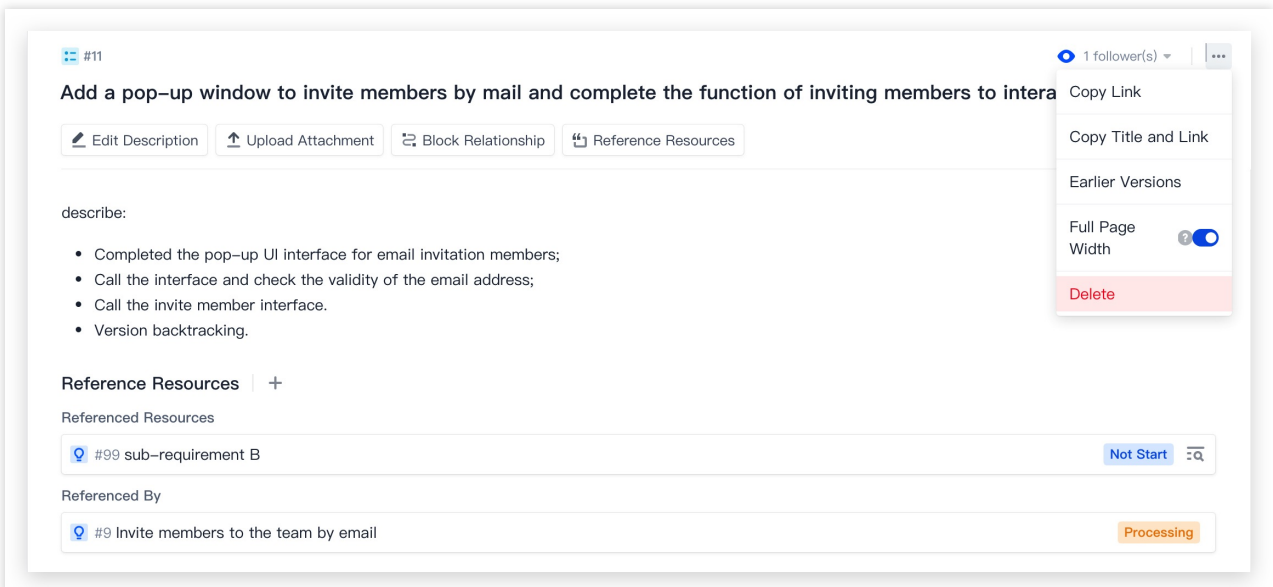 #11
1 follower(s)
...
Add a pop-up window to invite members by mail and complete the function of inviting members to intera
Copy Link
Edit Description
Upload Attachment
Block Relationship
Reference Resources
Copy Title and Link
Earlier Versions
Full Page
Width
?
Delete
describe:
• Completed the pop-up UI interface for email invitation members;
• Call the interface and check the validity of the email address;
• Call the invite member interface.
• Version backtracking.
Reference Resources +
Referenced Resources
#99 sub-requirement B
Not Start
Referenced By
#9 Invite members to the team by email
Processing